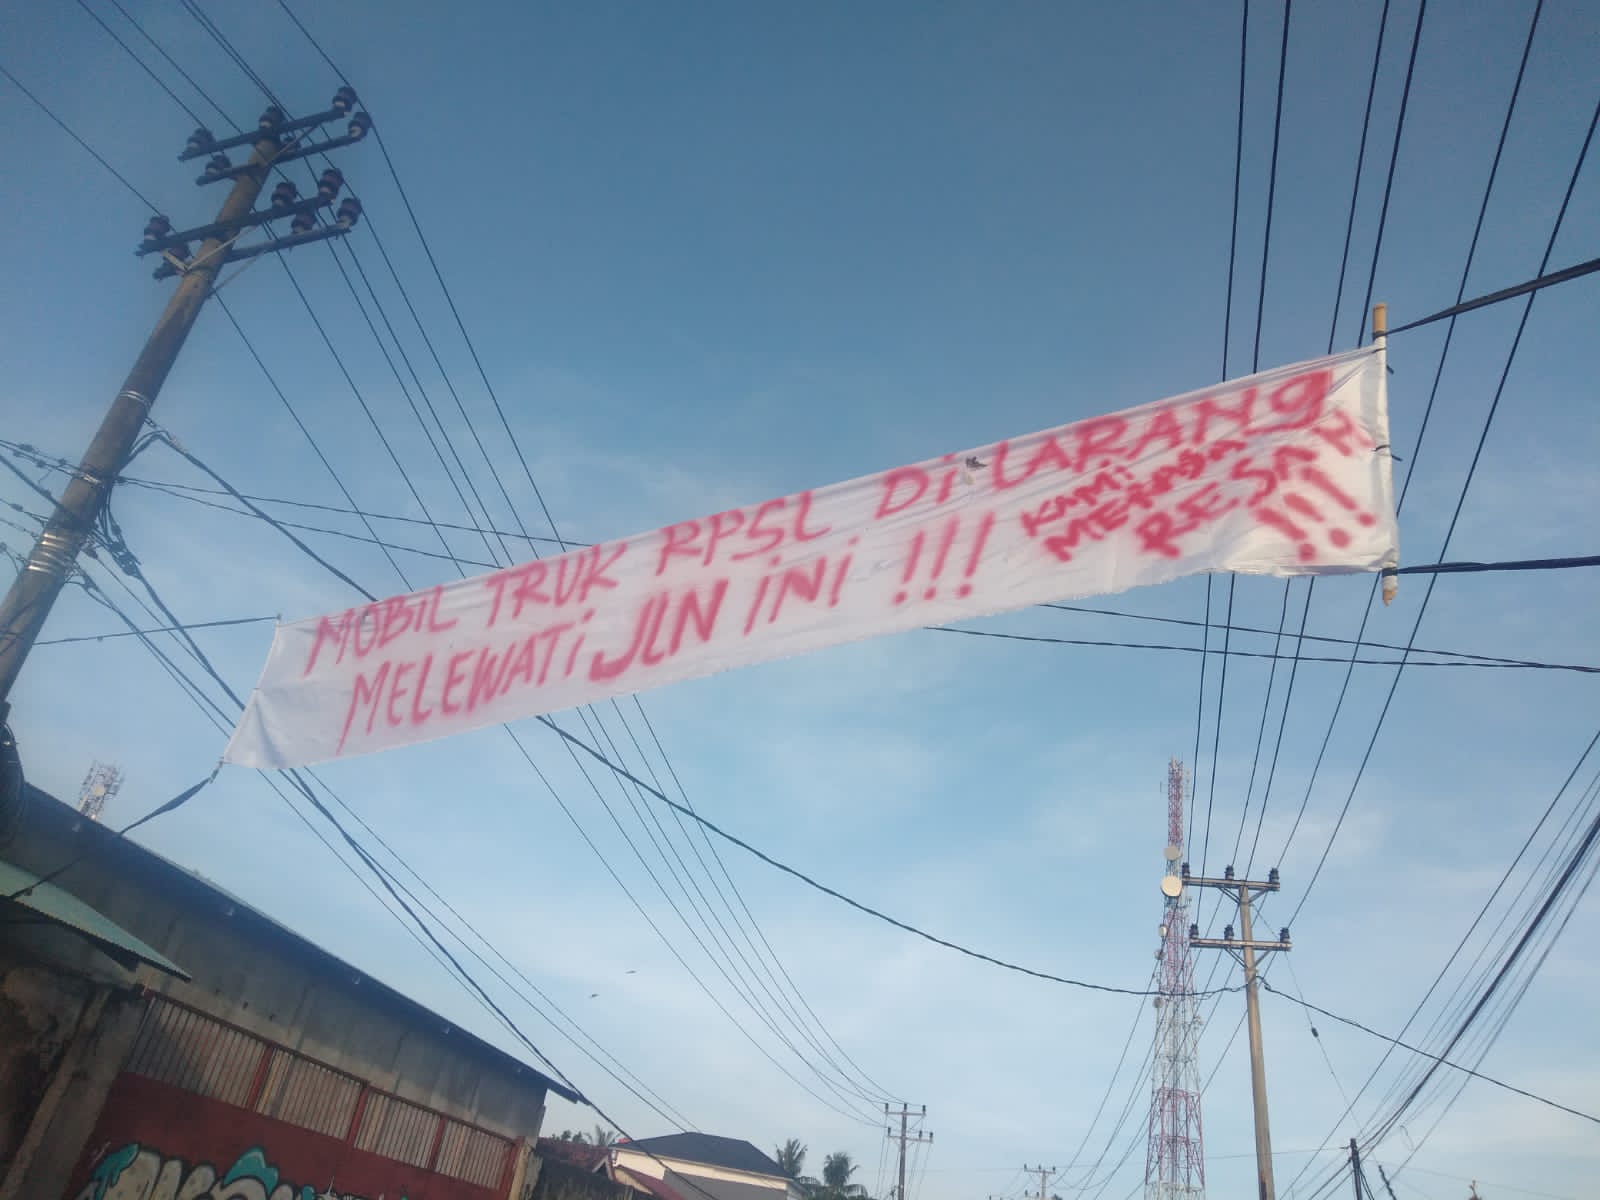 MOBIL TRUK RPSL Di LARANG
MELEWATi JLN iNi !!!
KAMi
MERASA
RESAH
!!!